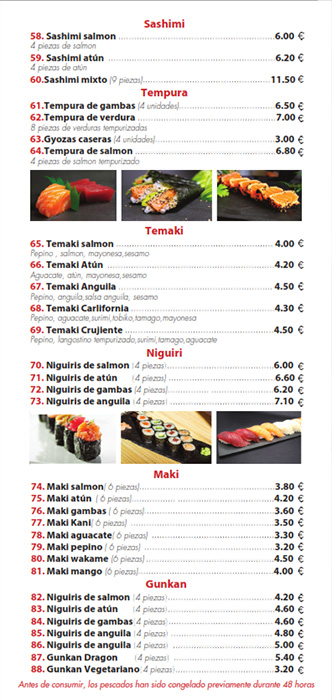 Sashimi
58. Sashimi salmon 6.00 €
4 piezas de salmon
59. Sashimi atún 6.20 €
4 piezas de atún
60.Sashimi mixto (9 piezas) 11.50 €
Tempura
61.Tempura de gambas (4 unidades) 6.50 €
62.Tempura de verdura 7.00 €
8 piezas de verduras tempurizadas
63.Gyozas caseras (4 unidades) 3.00 €
64.Tempura de salmon 6.80 €
4 piezas de salmon tempurizado
Temaki
65. Temaki salmon 4.00 €
Pepino , salmon, mayonesa,sesamo
66. Temaki Atún 4.20 €
Aguacate, atún, mayonesa,sesamo
67. Temaki Anguila 4.50 €
Pepino, anguila,salsa anguila, sesamo
68. Temaki Carlifornia 4.30 €
Pepino, aguacate,surimi,tobiko,tamago,mayonesa
69. Temaki Crujiente 4.50 €
Pepino, langostino tempurizado,surimi,tamago,aguacate
Niguiri
70. Niguiris de salmon (4 piezas) 6.00 €
71. Niguiris de atún (4 piezas) 6.60 €
72. Niguiris de gambas (4 piezas) 6.20 €
73. Niguiris de anguila (4 piezas) 7.10 €
Maki
74. Maki salmon( 6 piezas) 3.80 €
75. Maki atún ( 6 piezas) 4.20 €
76. Maki gambas ( 6 piezas) 3.60 €
77. Maki Kani ( 6 piezas) 3.50 €
78. Maki aguacate( 6 piezas) 3.30 €
79. Maki pepino ( 6 piezas) 3.20 €
80. Maki wakame ( 6 piezas) 4.50 €
81. Maki mango (6 piezas) 4.00 €
Gunkan
82. Niguiris de salmon (4 piezas) 4.20 €
83. Niguiris de atún (4 piezas) 4.60 €
84. Niguiris de gambas(4 piezas) 4.60 €
85. Niguiris de anguila (4 piezas) 4.80 €
86. Niguiris de anguila (4 piezas) 5.00 €
87. Gunkan Dragon (4 piezas) 5.40 €
88. Gunkan Vegetariano (4 piezas) 3.20 €
Antes de consumir, los pescados han sido congelado previamente durante 48 horas